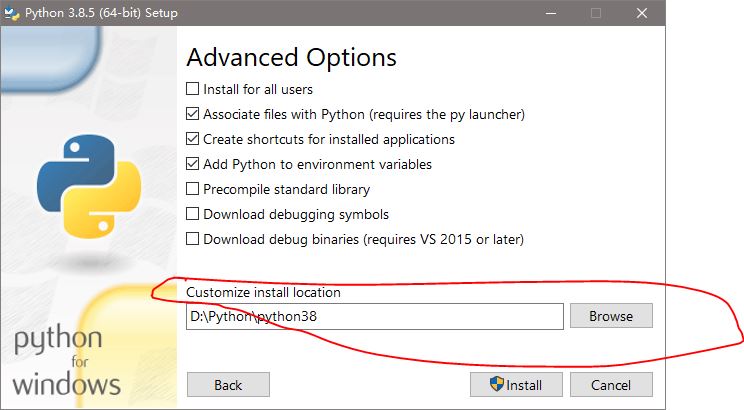 Python 3.8.5 (64-bit) Setup
Advanced Options
Install for all users
Associate files with Python (requires the py launcher)
Create shortcuts for installed applications
Add Python to environment variables
Precompile standard library
Download debugging symbols
Download debug binaries (requires VS 2015 or later)
Customize install location
D:\Python\python38
Browse
python
for
windows
Back
Install
Cancel